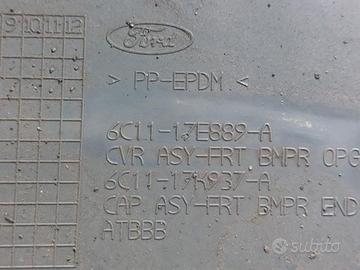 9 10 11 12
Ford
> PP-EPDM <
6C11-17E889-A
CVR ASY-FRT BMPR OPG
6C11-17K937-A
CAP ASY-FRT BMPR END
ATBBB
subito